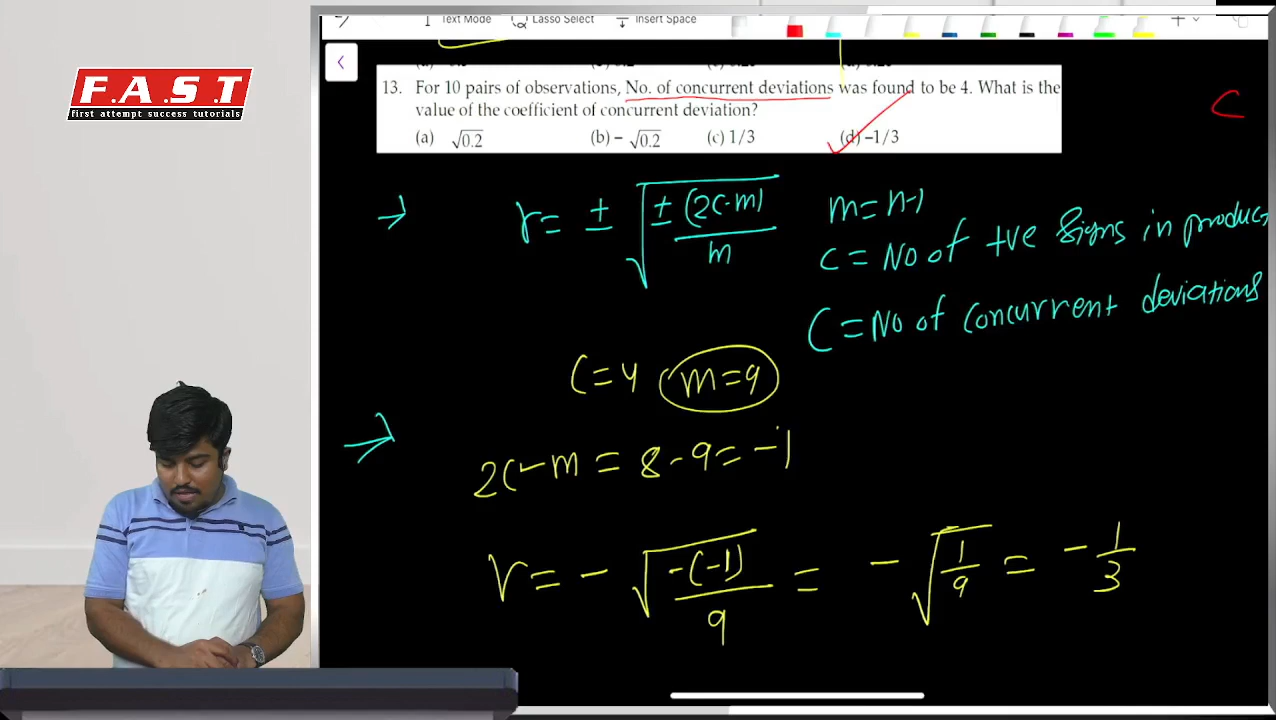 Text Mode Lasso Select Insert Space
F.A.S.T
first attempt success tutorials
13. For 10 pairs of observations, No. of concurrent deviations was found to be 4. What is the
value of the coefficient of concurrent deviation?
(a) √0.2 (b) – √0.2 (c) 1/3 (d) –1/3
C
→ r = ± √(± (2C-m) / m) m = n-1
C = No of +ve signs in product
C = No of concurrent deviations
C = 4 m = 9
→ 2C - m = 8 - 9 = -1
r = - √(-(-1) / 9) = - √(1/9) = - 1/3